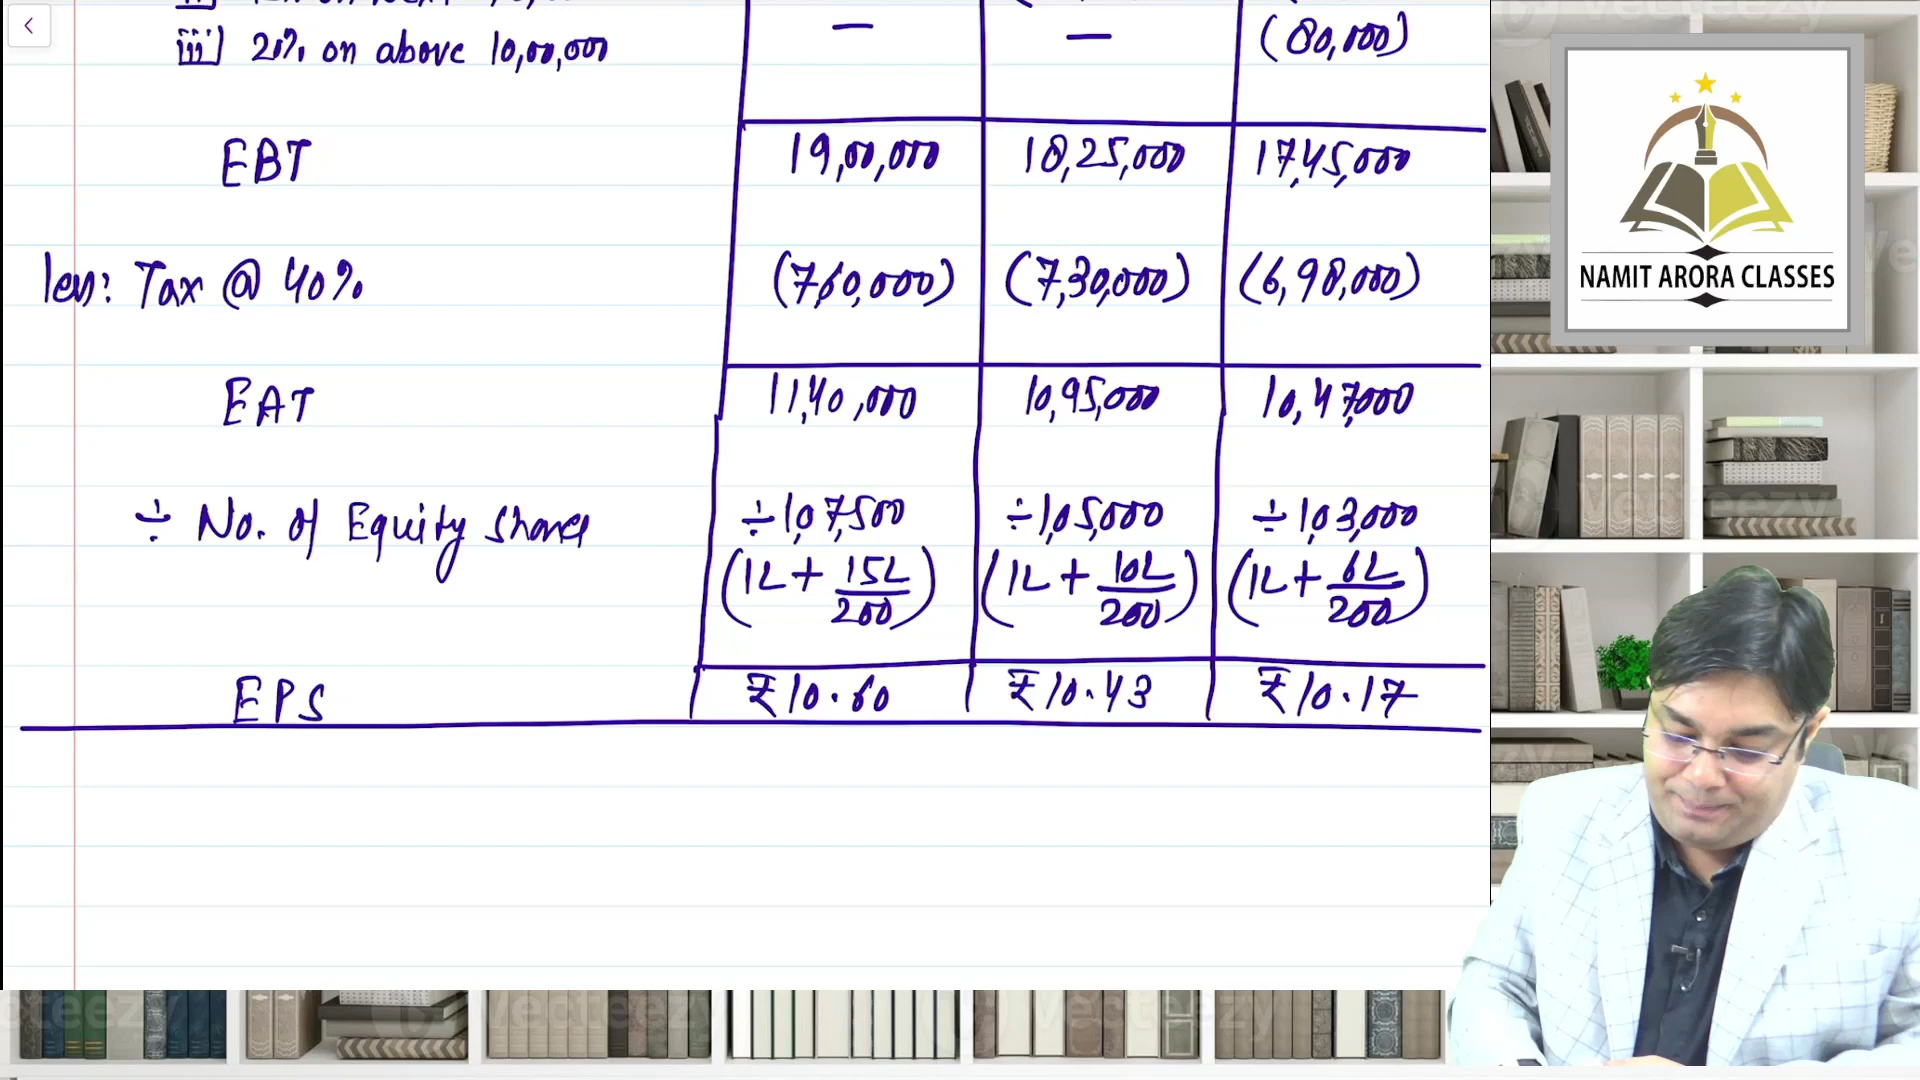 iii] 20% on above 10,00,000 — — (80,000)
EBT 19,00,000 18,25,000 17,45,000
less: Tax @ 40% (7,60,000) (7,30,000) (6,98,000)
EAT 11,40,000 10,95,000 10,47,000
÷ No. of Equity shares ÷1,07,500 ÷1,05,000 ÷1,03,000
(1L + 15L/200) (1L + 10L/200) (1L + 6L/200)
EPS ₹10.60 ₹10.43 ₹10.17
NAMIT ARORA CLASSES